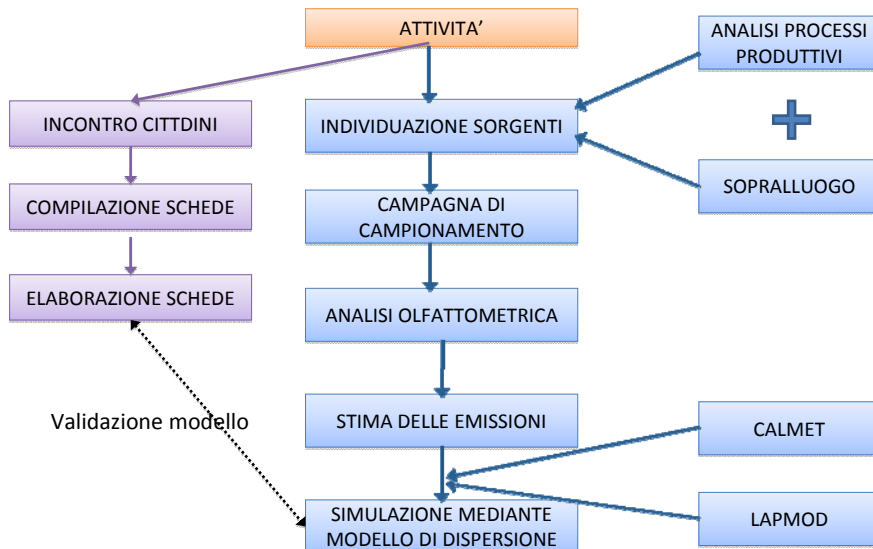 ATTIVITA’
ANALISI PROCESSI
PRODUTTIVI
INCONTRO CITTDINI
INDIVIDUAZIONE SORGENTI
SOPRALLUOGO
COMPILAZIONE SCHEDE
CAMPAGNA DI
CAMPIONAMENTO
ELABORAZIONE SCHEDE
ANALISI OLFATTOMETRICA
Validazione modello
STIMA DELLE EMISSIONI
CALMET
SIMULAZIONE MEDIANTE
MODELLO DI DISPERSIONE
LAPMOD